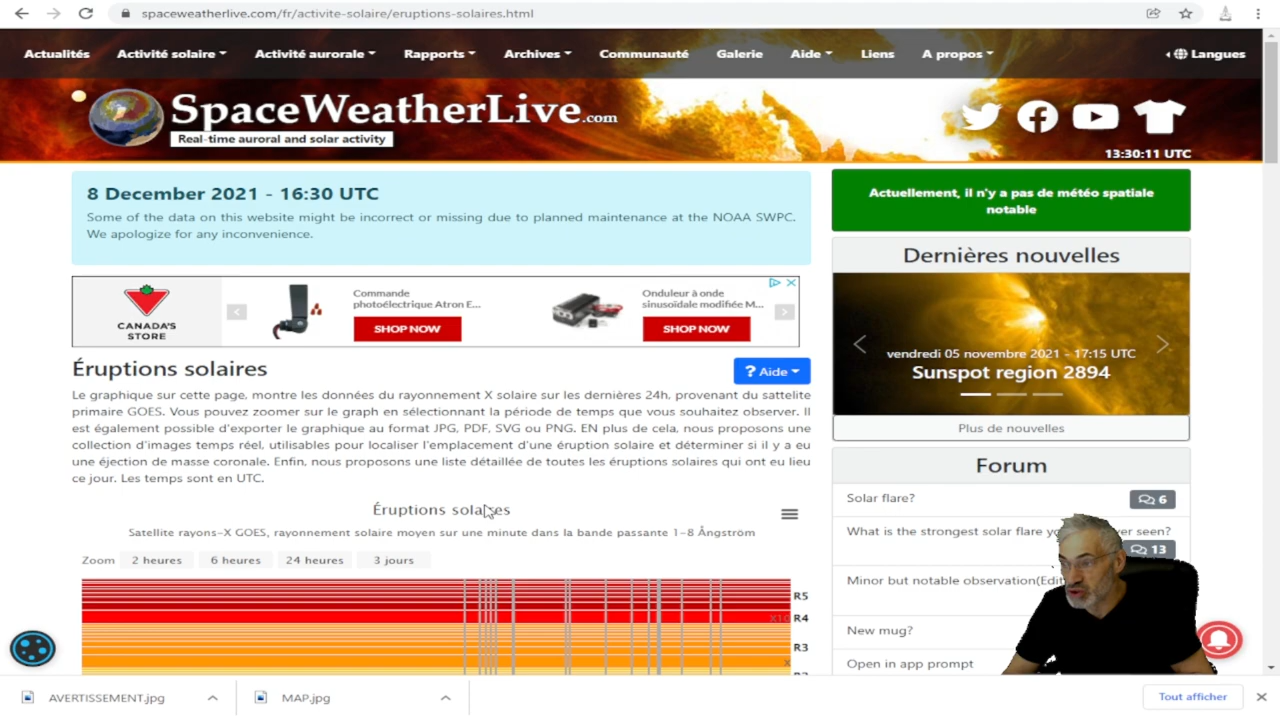 spaceweatherlive.com/fr/activite-solaire/eruptions-solaires.html
Actualités Activité solaire Activité aurorale Rapports Archives Communauté Galerie Aide Liens A propos Langues
SpaceWeatherLive.com
Real-time auroral and solar activity
13:30:11 UTC
8 December 2021 - 16:30 UTC
Some of the data on this website might be incorrect or missing due to planned maintenance at the NOAA SWPC.
We apologize for any inconvenience.
Actuellement, il n'y a pas de météo spatiale
notable
CANADA'S
STORE
Commande
photoélectrique Atron E...
SHOP NOW
Onduleur à onde
sinusoïdale modifiée M...
SHOP NOW
Dernières nouvelles
vendredi 05 novembre 2021 - 17:15 UTC
Sunspot region 2894
Plus de nouvelles
Éruptions solaires
? Aide
Le graphique sur cette page, montre les données du rayonnement X solaire sur les dernières 24h, provenant du sattelite
primaire GOES. Vous pouvez zoomer sur le graph en sélectionnant la période de temps que vous souhaitez observer. Il
est également possible d'exporter le graphique au format JPG, PDF, SVG ou PNG. EN plus de cela, nous proposons une
collection d'images temps réel, utilisables pour localiser l'emplacement d'une éruption solaire et déterminer si il y a eu
une éjection de masse coronale. Enfin, nous proposons une liste détaillée de toutes les éruptions solaires qui ont eu lieu
ce jour. Les temps sont en UTC.
Éruptions solaires
Satellite rayons-X GOES, rayonnement solaire moyen sur une minute dans la bande passante 1-8 Ångström
Zoom 2 heures 6 heures 24 heures 3 jours
R5
X10 R4
R3
X
Forum
Solar flare? 6
What is the strongest solar flare seen?
13
Minor but notable
New mug?
Open in app prompt
AVERTISSEMENT.jpg MAP.jpg Tout afficher